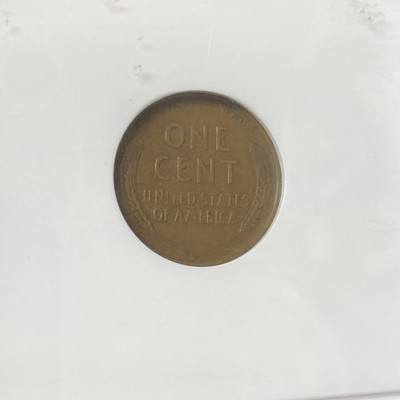 ONE
CENT
UNITED STATES
OF AMERICA